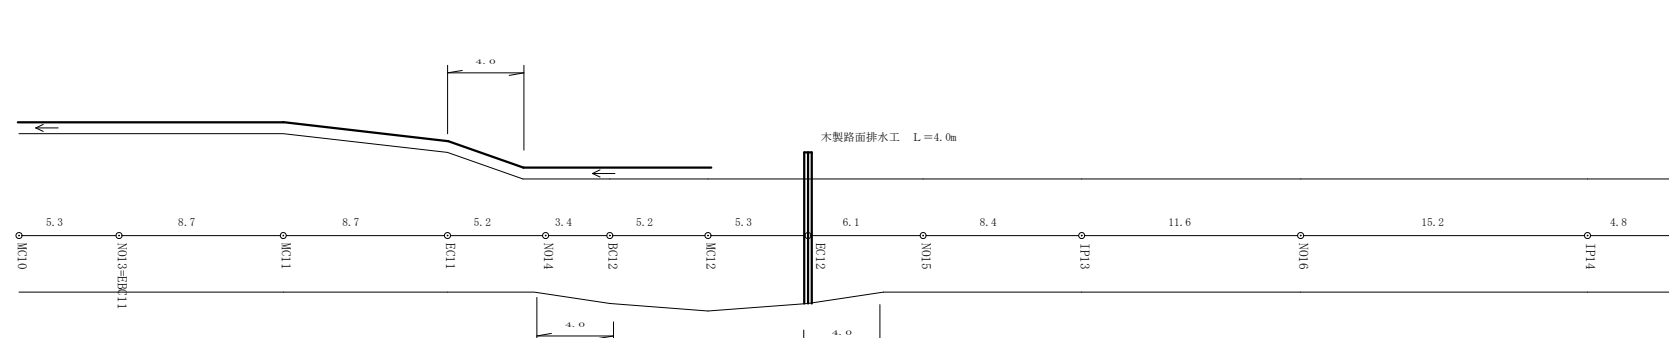 4.0
木製路面排水工 L=4.0m
5.3 8.7 8.7 5.2 3.4 5.2 5.3 6.1 8.4 11.6 15.2 4.8
MC10 NO13=EBC11 MC11 EC11 NO14 BC12 MC12 EC12 NO15 IP13 NO16 IP14
4.0 4.0